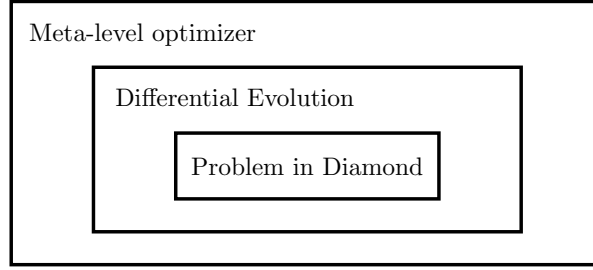 Meta-level optimizer
Differential Evolution
Problem in Diamond